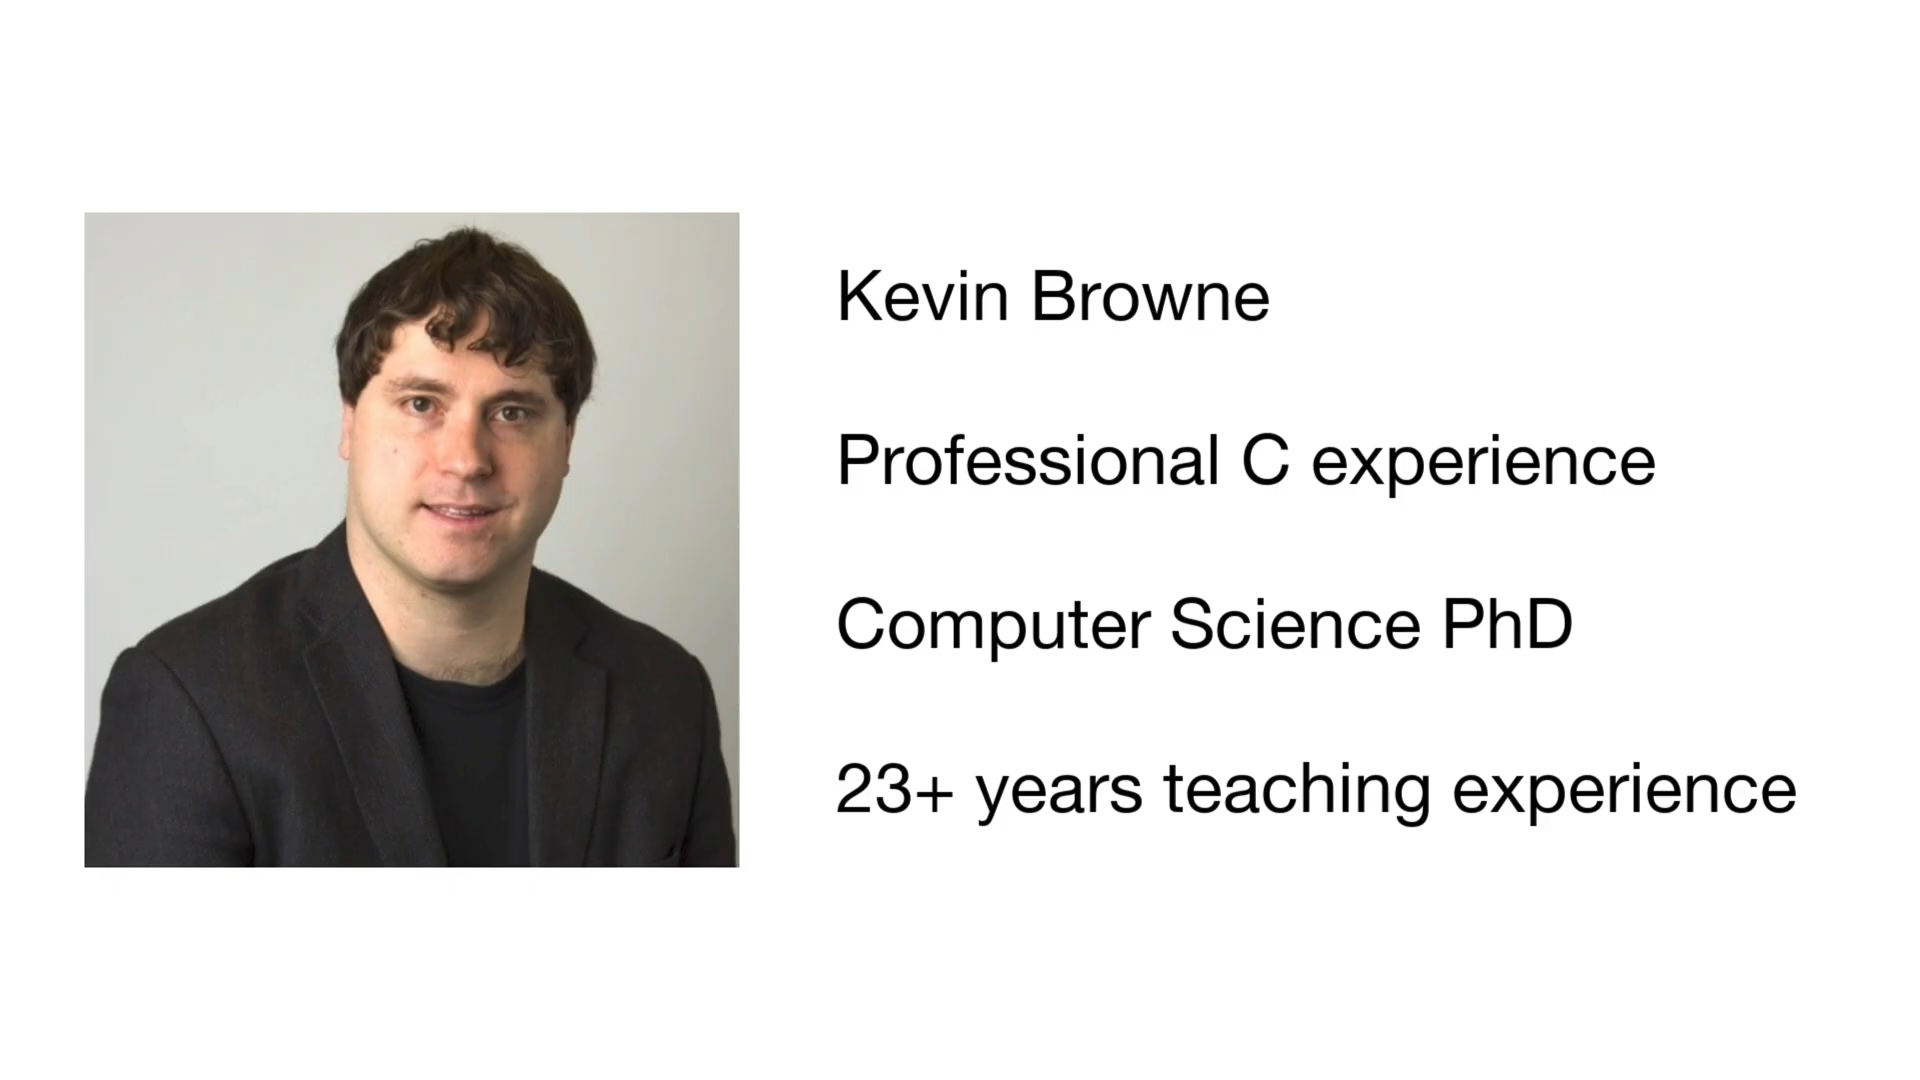 Kevin Browne
Professional C experience
Computer Science PhD
23+ years teaching experience